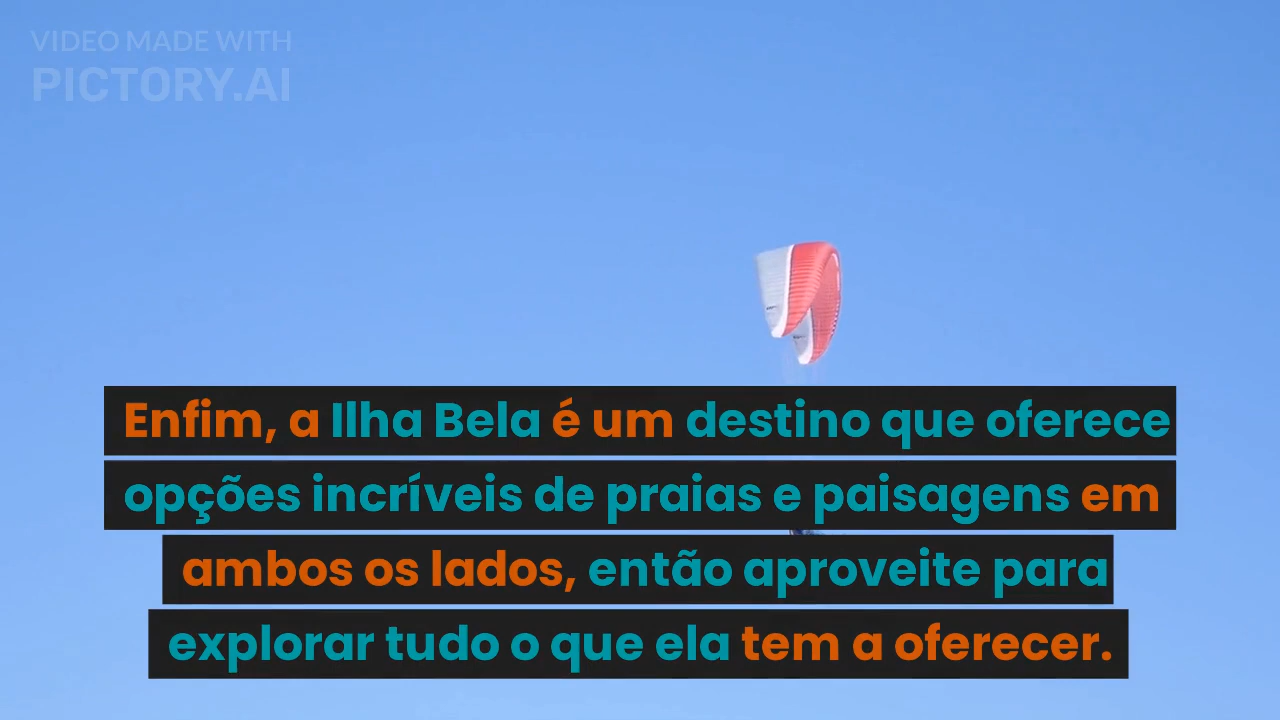 VIDEO MADE WITH
PICTORY.AI
Enfim, a Ilha Bela é um destino que oferece
opções incríveis de praias e paisagens em
ambos os lados, então aproveite para
explorar tudo o que ela tem a oferecer.